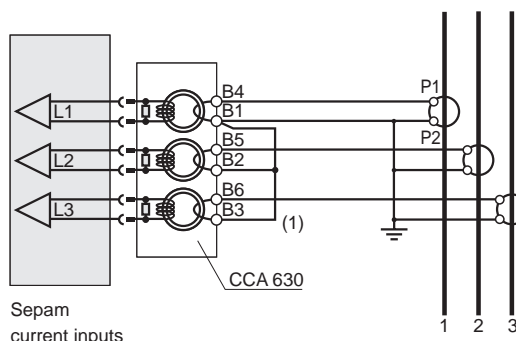 B4
P1
L1
B1
P2
B5
L2
B2
B6
L3
B3
(1)
CCA 630
Sepam
current inputs
1 2 3